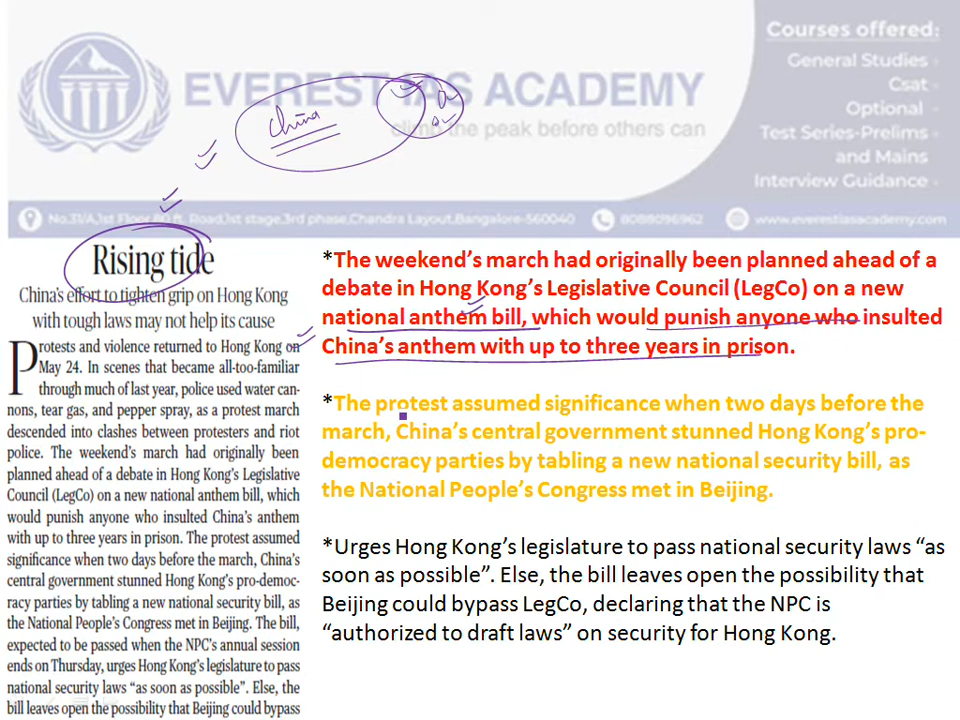 Courses offered:
General Studies
Csat
Optional
Test Series-Prelims
and Mains
Interview Guidance
EVEREST IAS ACADEMY
climb the peak before others can
China
No.31/A,1st Floor, Road,1st stage,3rd phase,Chandra Layout,Bangalore-560040
8088096962
www.everestiasacademy.com
Rising tide
China's effort to tighten grip on Hong Kong
with tough laws may not help its cause
Protests and violence returned to Hong Kong on
May 24. In scenes that became all-too-familiar
through much of last year, police used water can-
nons, tear gas, and pepper spray, as a protest march
descended into clashes between protesters and riot
police. The weekend's march had originally been
planned ahead of a debate in Hong Kong's Legislative
Council (LegCo) on a new national anthem bill, which
would punish anyone who insulted China's anthem
with up to three years in prison. The protest assumed
significance when two days before the march, China's
central government stunned Hong Kong's pro-democ-
racy parties by tabling a new national security bill, as
the National People's Congress met in Beijing. The bill,
expected to be passed when the NPC's annual session
ends on Thursday, urges Hong Kong's legislature to pass
national security laws "as soon as possible". Else, the
bill leaves open the possibility that Beijing could bypass
*The weekend's march had originally been planned ahead of a
debate in Hong Kong's Legislative Council (LegCo) on a new
national anthem bill, which would punish anyone who insulted
China's anthem with up to three years in prison.
*The protest assumed significance when two days before the
march, China's central government stunned Hong Kong's pro-
democracy parties by tabling a new national security bill, as
the National People's Congress met in Beijing.
*Urges Hong Kong's legislature to pass national security laws "as
soon as possible". Else, the bill leaves open the possibility that
Beijing could bypass LegCo, declaring that the NPC is
"authorized to draft laws" on security for Hong Kong.